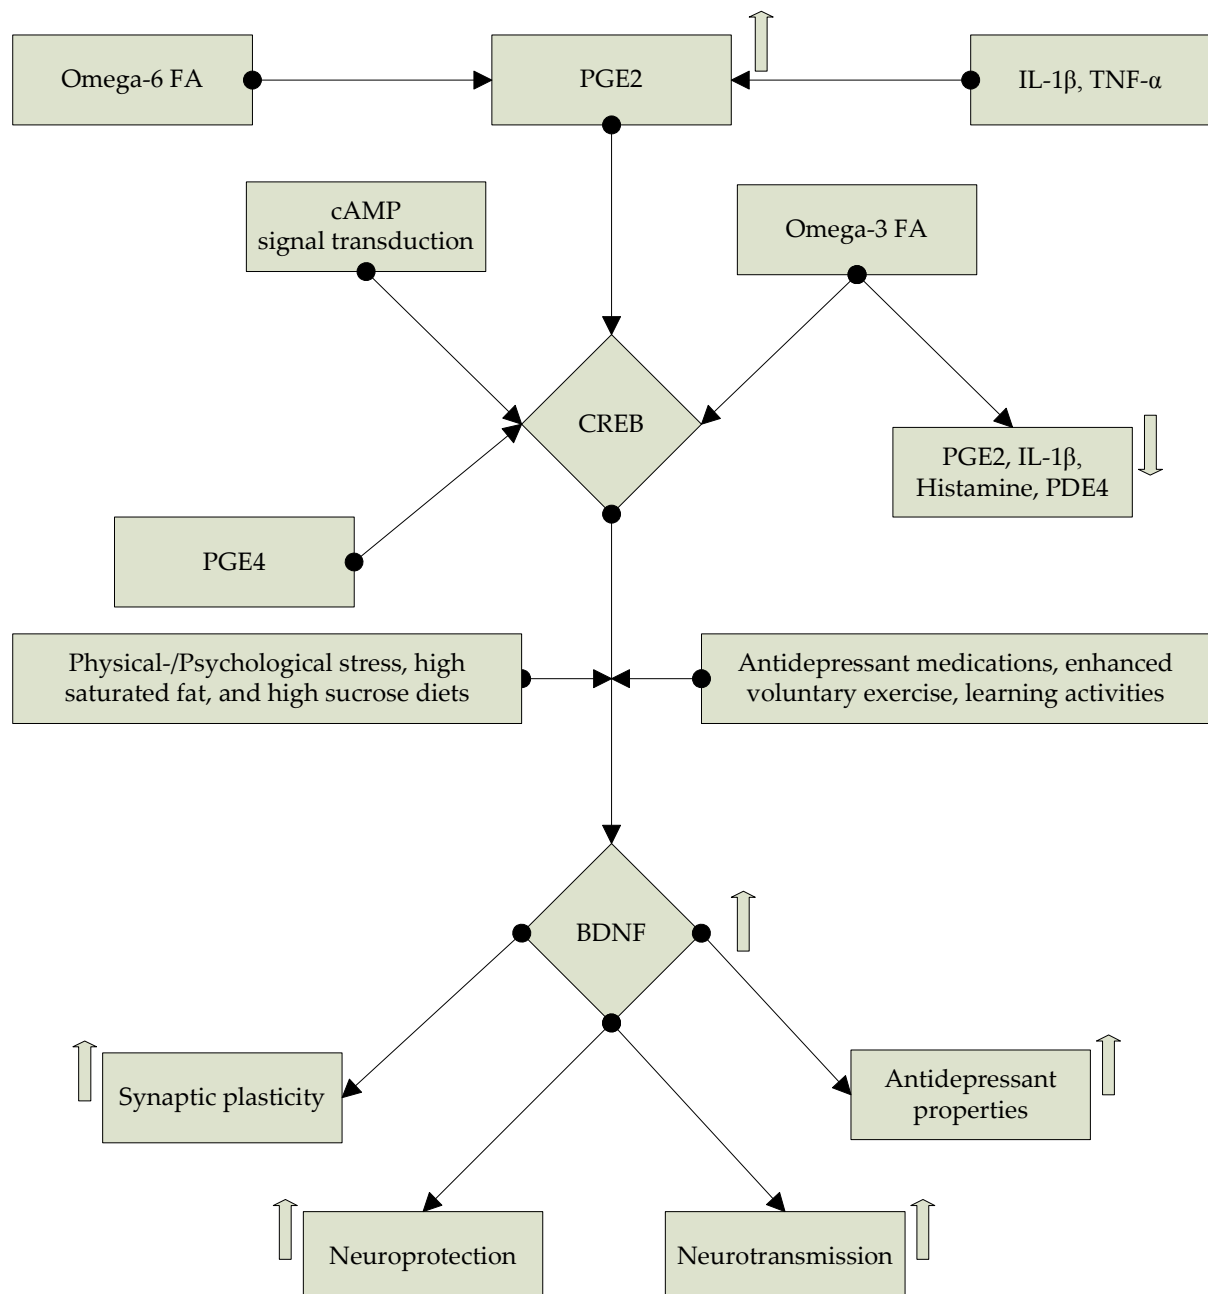 Omega-6 FA
PGE2
IL-1β, TNF-α
cAMP
signal transduction
Omega-3 FA
CREB
PGE2, IL-1β,
Histamine, PDE4
PGE4
Physical-/Psychological stress, high
saturated fat, and high sucrose diets
Antidepressant medications, enhanced
voluntary exercise, learning activities
BDNF
Synaptic plasticity
Antidepressant
properties
Neuroprotection
Neurotransmission